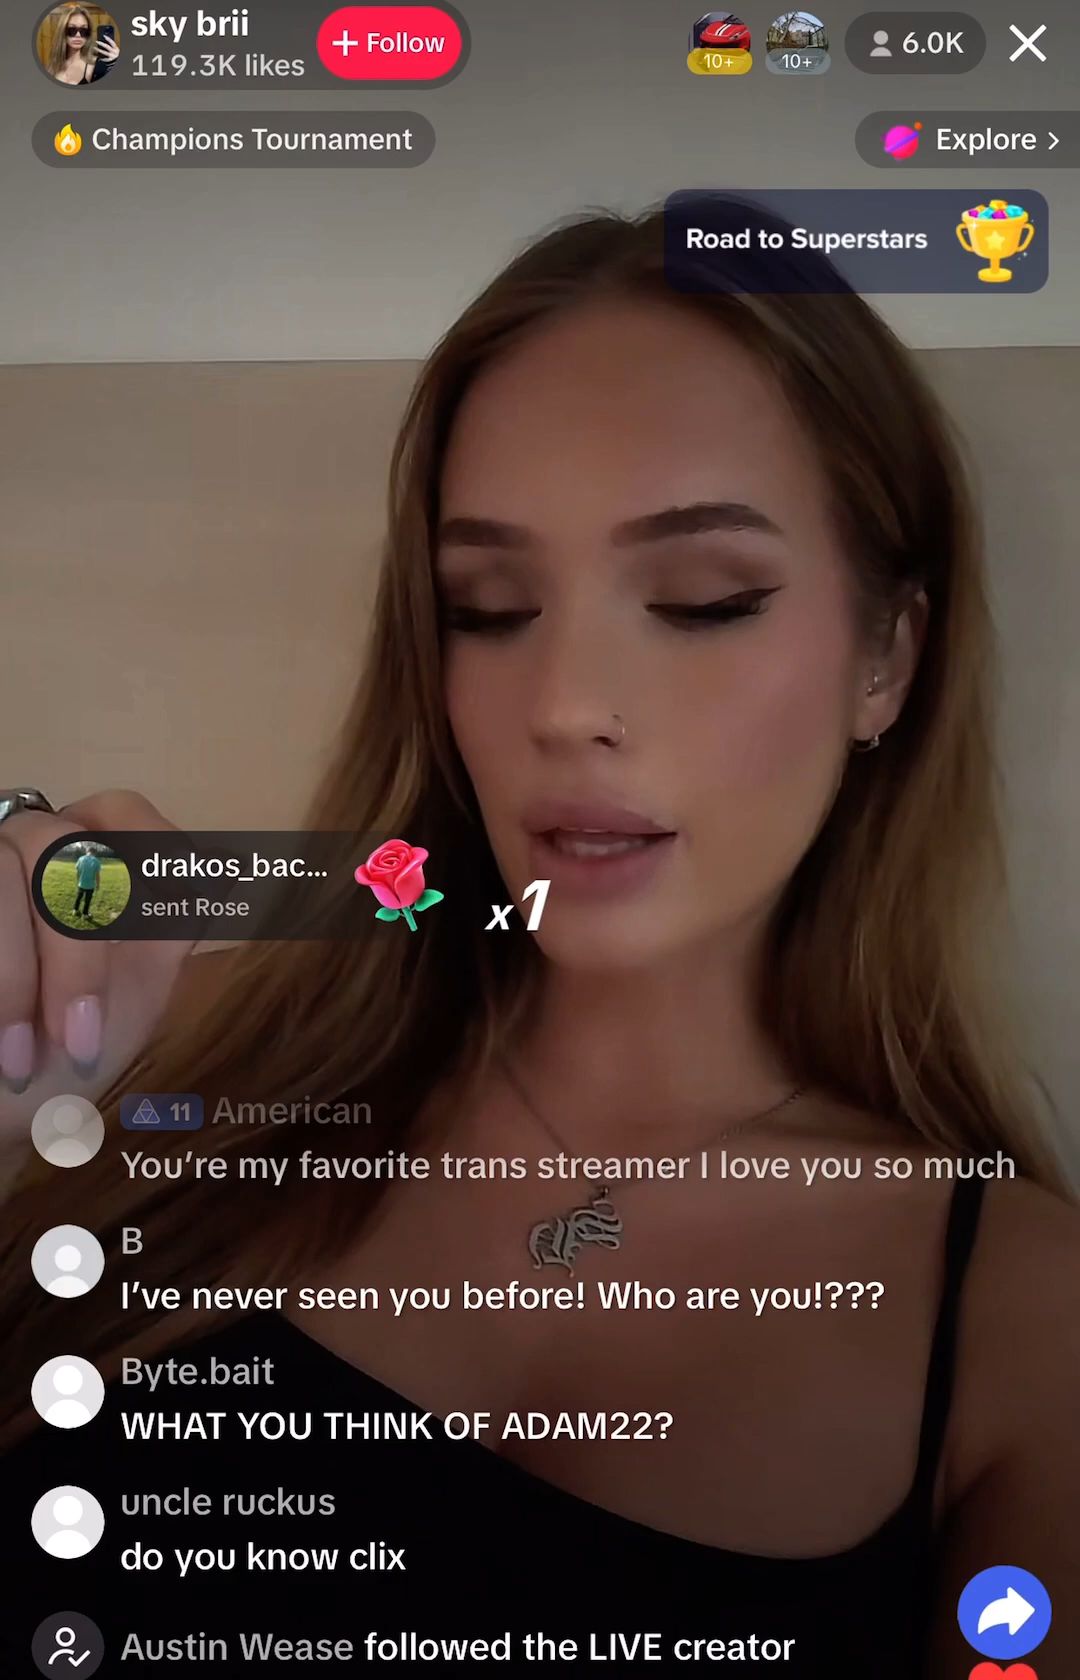 sky brii
119.3K likes
+ Follow
10+
10+
6.0K
Champions Tournament
Explore >
Road to Superstars
drakos_bac...
sent Rose
x1
11 American
You're my favorite trans streamer I love you so much
B
I've never seen you before! Who are you!???
Byte.bait
WHAT YOU THINK OF ADAM22?
uncle ruckus
do you know clix
Austin Wease followed the LIVE creator